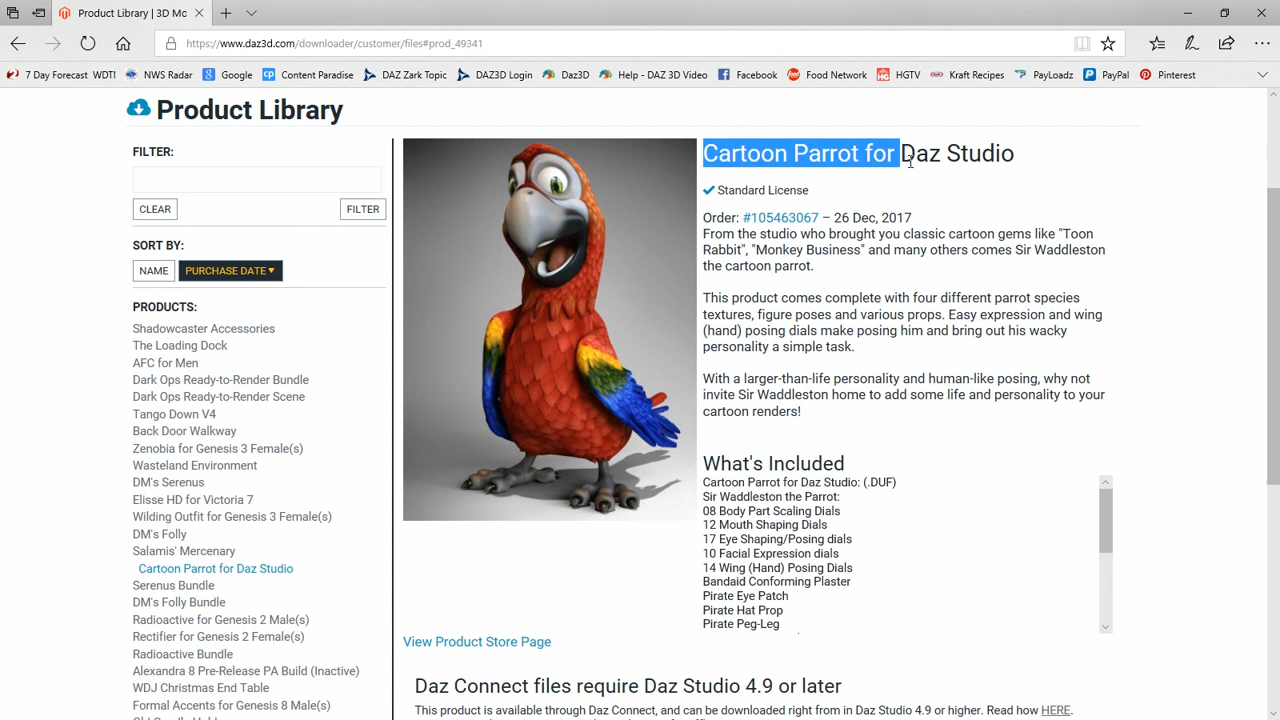 Product Library | 3D Mo
https://www.daz3d.com/downloader/customer/files#prod_49341
7 Day Forecast WDTI NWS Radar Google Content Paradise DAZ Zark Topic DAZ3D Login Daz3D Help - DAZ 3D Video Facebook Food Network HGTV Kraft Recipes PayLoadz PayPal Pinterest
Product Library
FILTER:
CLEAR FILTER
SORT BY:
NAME PURCHASE DATE
PRODUCTS:
Shadowcaster Accessories
The Loading Dock
AFC for Men
Dark Ops Ready-to-Render Bundle
Dark Ops Ready-to-Render Scene
Tango Down V4
Back Door Walkway
Zenobia for Genesis 3 Female(s)
Wasteland Environment
DM's Serenus
Elisse HD for Victoria 7
Wilding Outfit for Genesis 3 Female(s)
DM's Folly
Salamis' Mercenary
Cartoon Parrot for Daz Studio
Serenus Bundle
DM's Folly Bundle
Radioactive for Genesis 2 Male(s)
Rectifier for Genesis 2 Female(s)
Radioactive Bundle
Alexandra 8 Pre-Release PA Build (Inactive)
WDJ Christmas End Table
Formal Accents for Genesis 8 Male(s)
Cartoon Parrot for Daz Studio
Standard License
Order: #105463067 – 26 Dec, 2017
From the studio who brought you classic cartoon gems like "Toon
Rabbit", "Monkey Business" and many others comes Sir Waddleston
the cartoon parrot.
This product comes complete with four different parrot species
textures, figure poses and various props. Easy expression and wing
(hand) posing dials make posing him and bring out his wacky
personality a simple task.
With a larger-than-life personality and human-like posing, why not
invite Sir Waddleston home to add some life and personality to your
cartoon renders!
What's Included
Cartoon Parrot for Daz Studio: (.DUF)
Sir Waddleston the Parrot:
08 Body Part Scaling Dials
12 Mouth Shaping Dials
17 Eye Shaping/Posing dials
10 Facial Expression dials
14 Wing (Hand) Posing Dials
Bandaid Conforming Plaster
Pirate Eye Patch
Pirate Hat Prop
Pirate Peg-Leg
View Product Store Page
Daz Connect files require Daz Studio 4.9 or later
This product is available through Daz Connect, and can be downloaded right from in Daz Studio 4.9 or higher. Read how HERE.